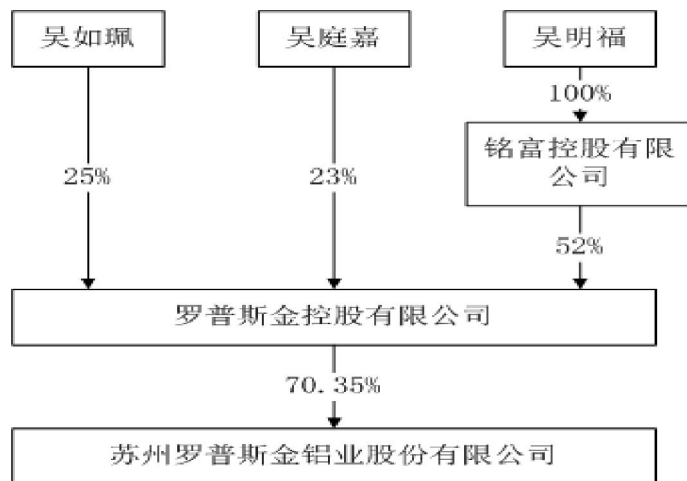 吴如珮
吴庭嘉
吴明福
100%
铭富控股有限
公司
25%
23%
52%
罗普斯金控股有限公司
70.35%
苏州罗普斯金铝业股份有限公司